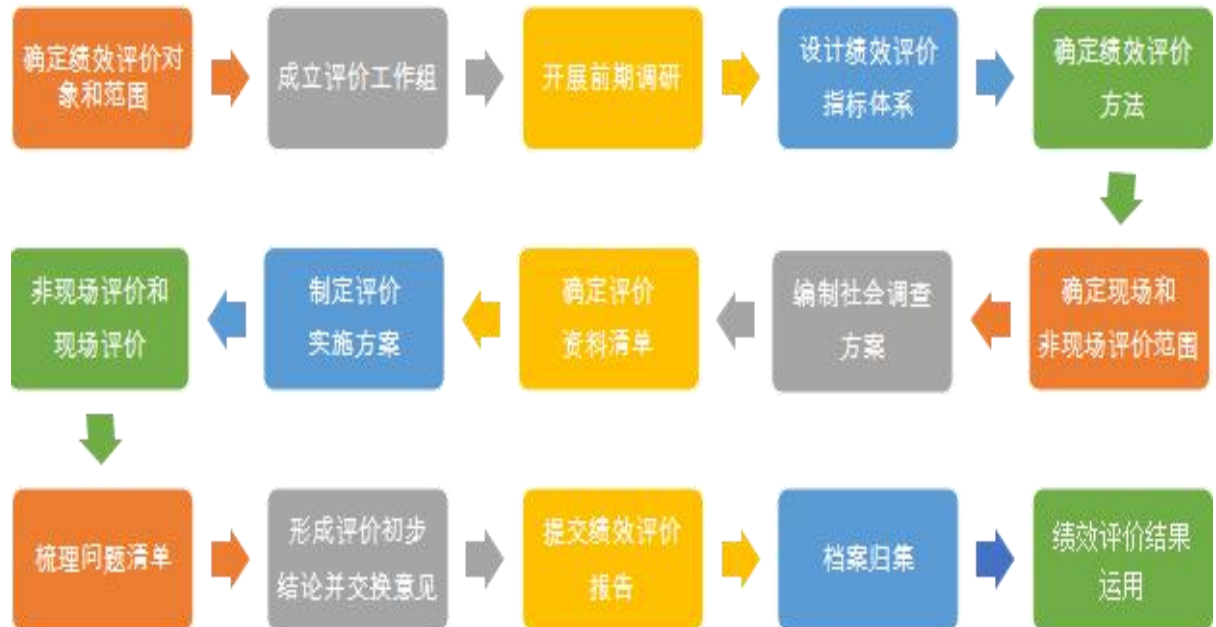 确定绩效评价对
象和范围
成立评价工作组
开展前期调研
设计绩效评价
指标体系
确定绩效评价
方法
确定现场和
非现场评价范围
编制社会调查
方案
确定评价
资料清单
制定评价
实施方案
非现场评价和
现场评价
梳理问题清单
形成评价初步
结论并交换意见
提交绩效评价
报告
档案归集
绩效评价结果
运用